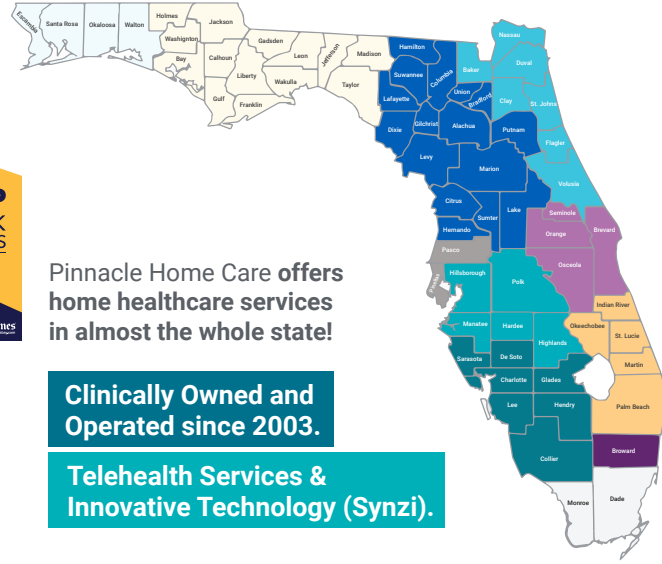 Escambia
Santa Rosa
Okaloosa
Walton
Holmes
Washignton
Bay
Jackson
Calhoun
Gulf
Gadsden
Liberty
Franklin
Leon
Wakulla
Jefferson
Madison
Taylor
Hamilton
Suwannee
Lafayette
Columbia
Baker
Union
Bradford
Nassau
Duval
Clay
St. Johns
Dixie
Gilchrist
Alachua
Putnam
Flagler
Levy
Marion
Volusia
Citrus
Sumter
Lake
Hernando
Seminole
Orange
Brevard
Pasco
Osceola
Pinellas
Hillsborough
Polk
Indian River
Manatee
Hardee
Highlands
Okeechobee
St. Lucie
Sarasota
De Soto
Martin
Charlotte
Glades
Lee
Hendry
Palm Beach
Collier
Broward
Monroe
Dade
Pinnacle Home Care offers
home healthcare services
in almost the whole state!
Clinically Owned and
Operated since 2003.
Telehealth Services &
Innovative Technology (Synzi).